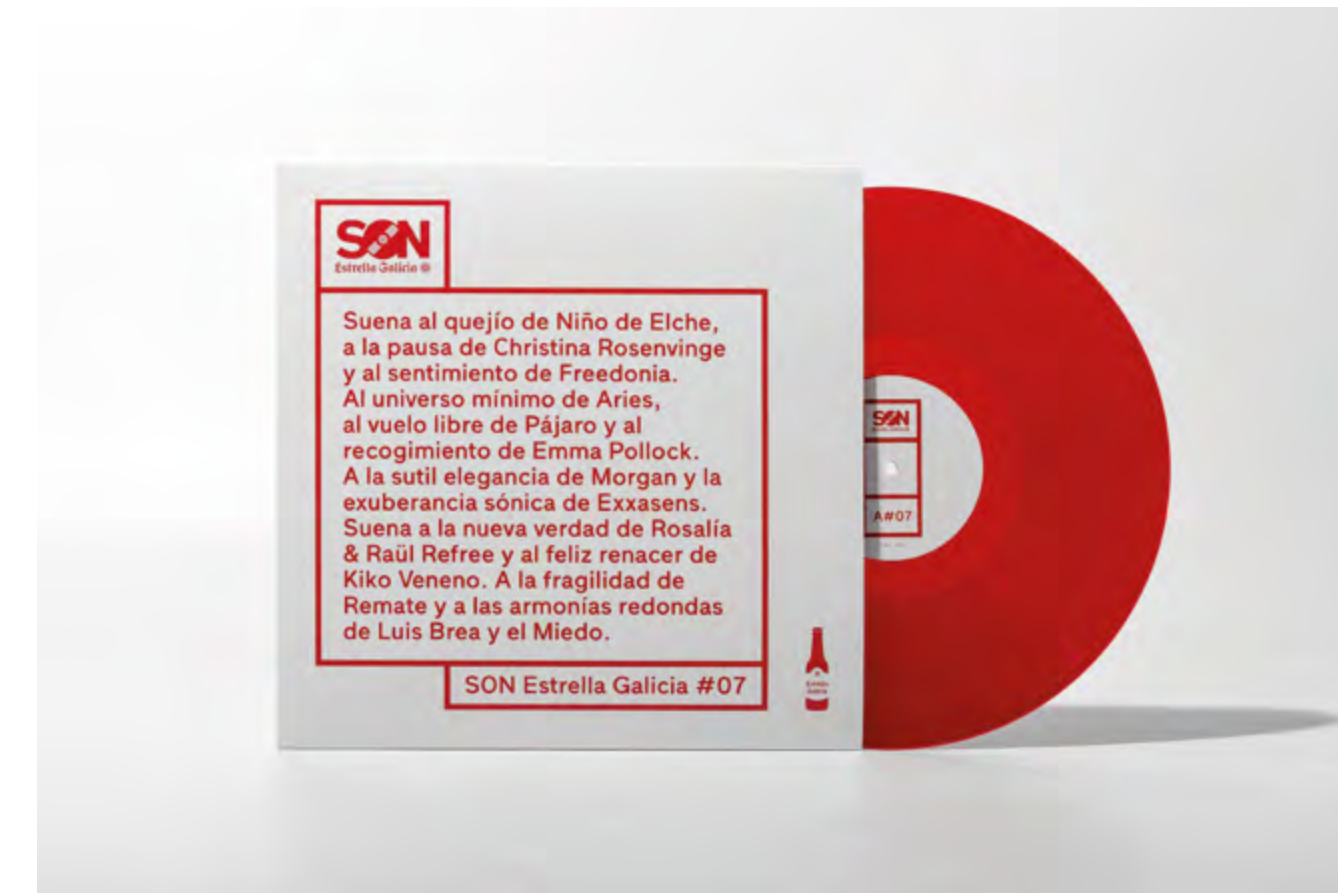 SON
Estrella Galicia
Suena al quejío de Niño de Elche,
a la pausa de Christina Rosenvinge
y al sentimiento de Freedonia.
Al universo mínimo de Aries,
al vuelo libre de Pájaro y al
recogimiento de Emma Pollock.
A la sutil elegancia de Morgan y la
exuberancia sónica de Exxasens.
Suena a la nueva verdad de Rosalía
& Raül Refree y al feliz renacer de
Kiko Veneno. A la fragilidad de
Remate y a las armonías redondas
de Luis Brea y el Miedo.
SON Estrella Galicia #07
SON
A#07